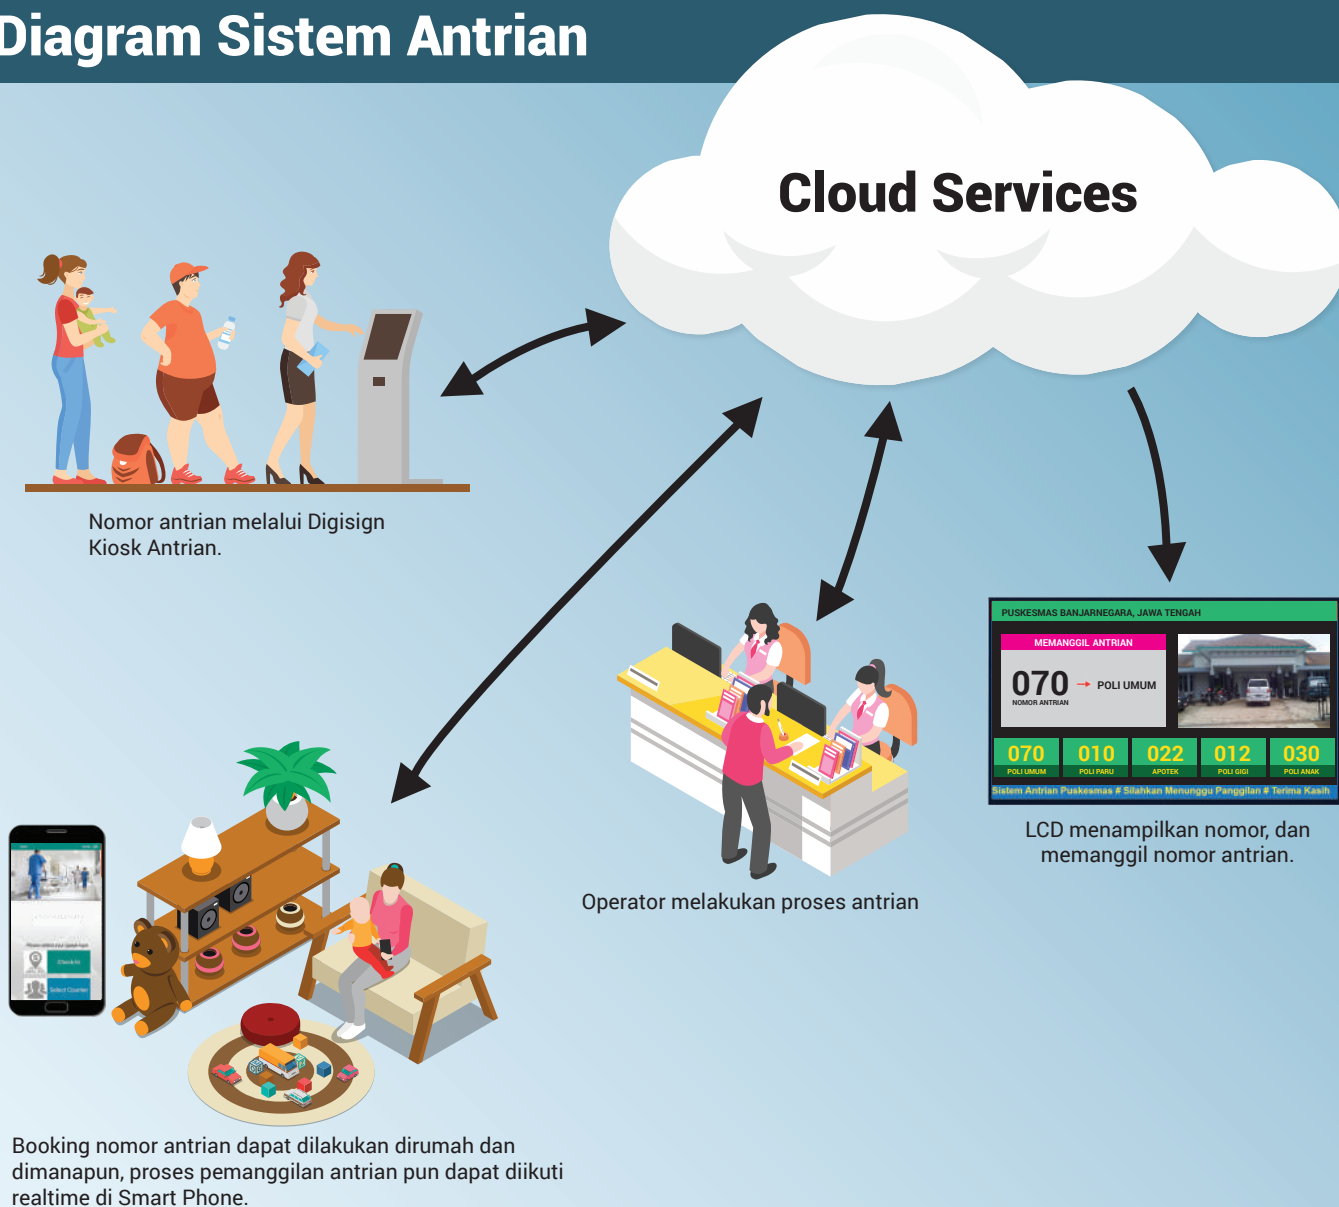 Diagram Sistem Antrian
Cloud Services
Nomor antrian melalui Digisign
Kiosk Antrian.
PUSKESMAS BANJARNEGARA, JAWA TENGAH
MEMANGGIL ANTRIAN
070 → POLI UMUM
NOMOR ANTRIAN
070 010 022 012 030
POLI UMUM POLI PARU APOTEK POLI GIGI POLI ANAK
Sistem Antrian Puskesmas # Silahkan Menunggu Panggilan # Terima Kasih
LCD menampilkan nomor, dan
memanggil nomor antrian.
Operator melakukan proses antrian
Check-In
Select Counter
Booking nomor antrian dapat dilakukan dirumah dan
dimanapun, proses pemanggilan antrian pun dapat diikuti
realtime di Smart Phone.